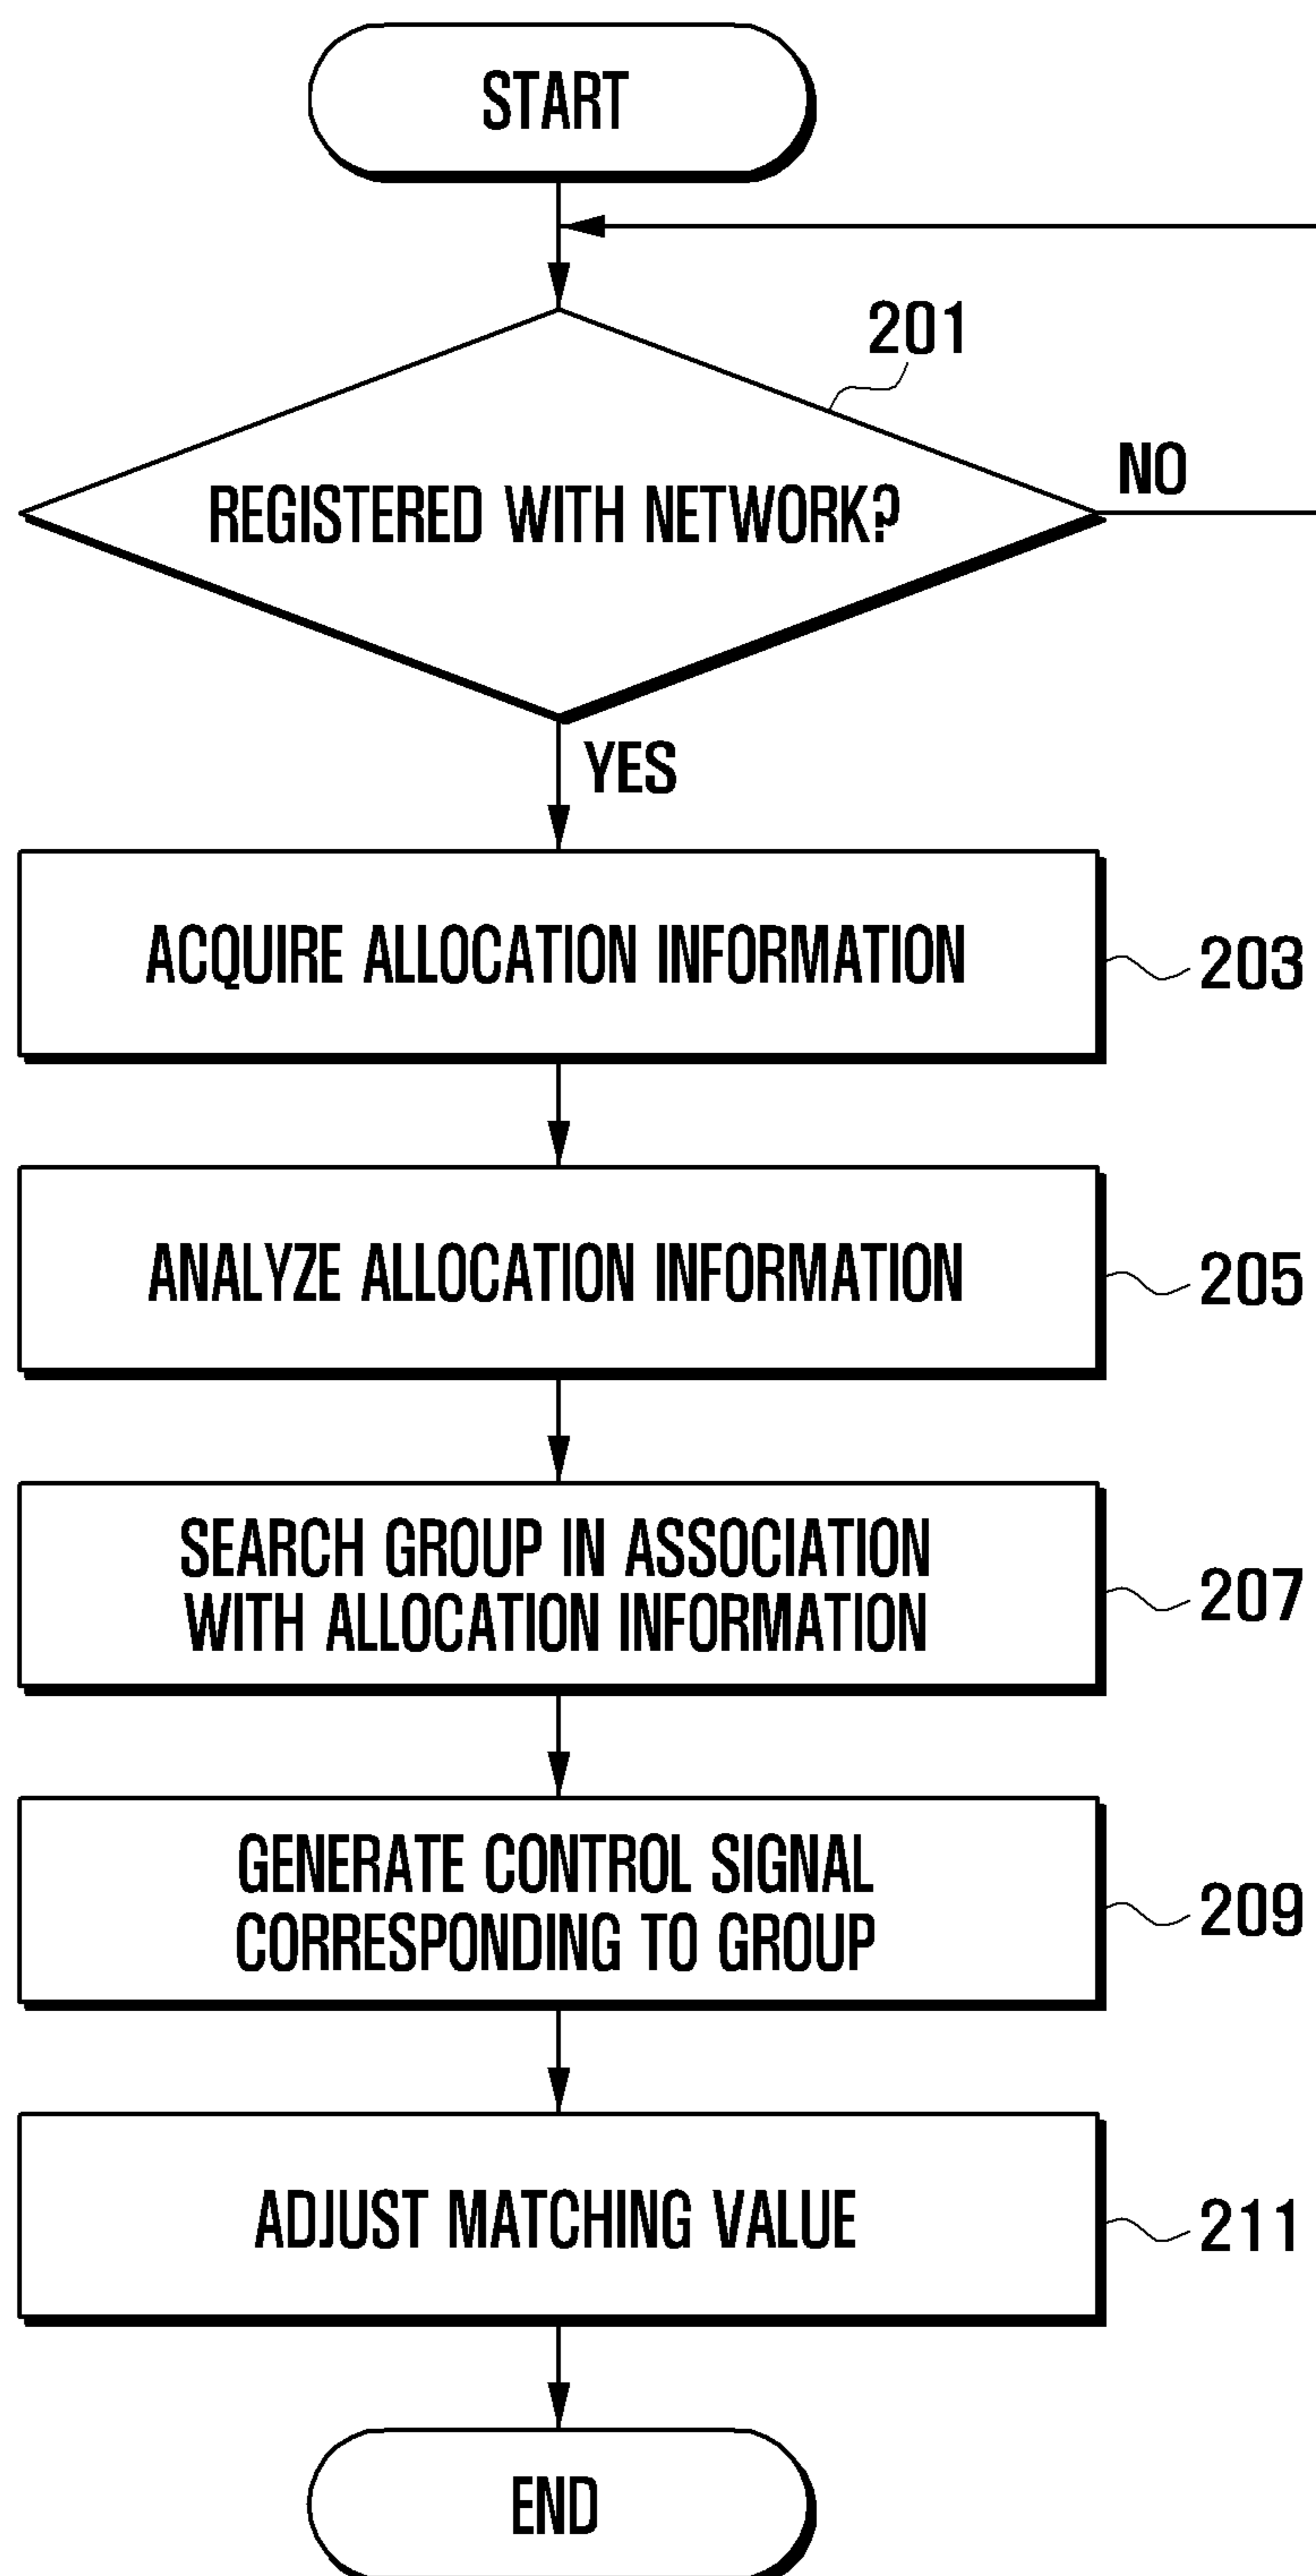 START
201
REGISTERED WITH NETWORK?
NO
YES
ACQUIRE ALLOCATION INFORMATION
203
ANALYZE ALLOCATION INFORMATION
205
SEARCH GROUP IN ASSOCIATION
WITH ALLOCATION INFORMATION
207
GENERATE CONTROL SIGNAL
CORRESPONDING TO GROUP
209
ADJUST MATCHING VALUE
211
END